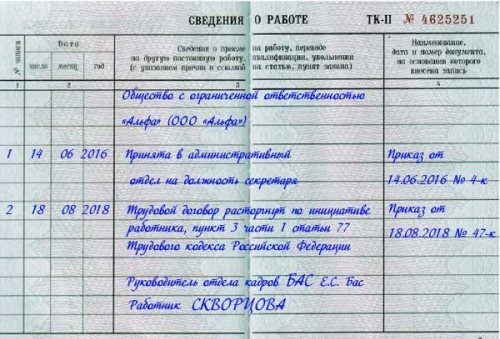 СВЕДЕНИЯ О РАБОТЕ ТК-II № 4625251
№ записи
Дата
число месяц год
Сведения о приеме на работу, переводе
на другую постоянную работу, квалификации, увольнении
(с указанием причин и ссылкой на статью, пункт закона)
Наименование,
дата и номер документа,
на основании которого
внесена запись
1 2 3 4
Общество с ограниченной ответственностью
«Альфа» (ООО «Альфа»)
1 14 06 2016 Принята в административный Приказ от
отдел на должность секретаря 14.06.2016 № 4-к
2 18 08 2018 Трудовой договор расторгнут по инициативе Приказ от
работника, пункт 3 части 1 статьи 77 18.08.2018 № 47-к
Трудового кодекса Российской Федерации
Руководитель отдела кадров БАС Е.С. Бас
Работник СКВОРЦОВА